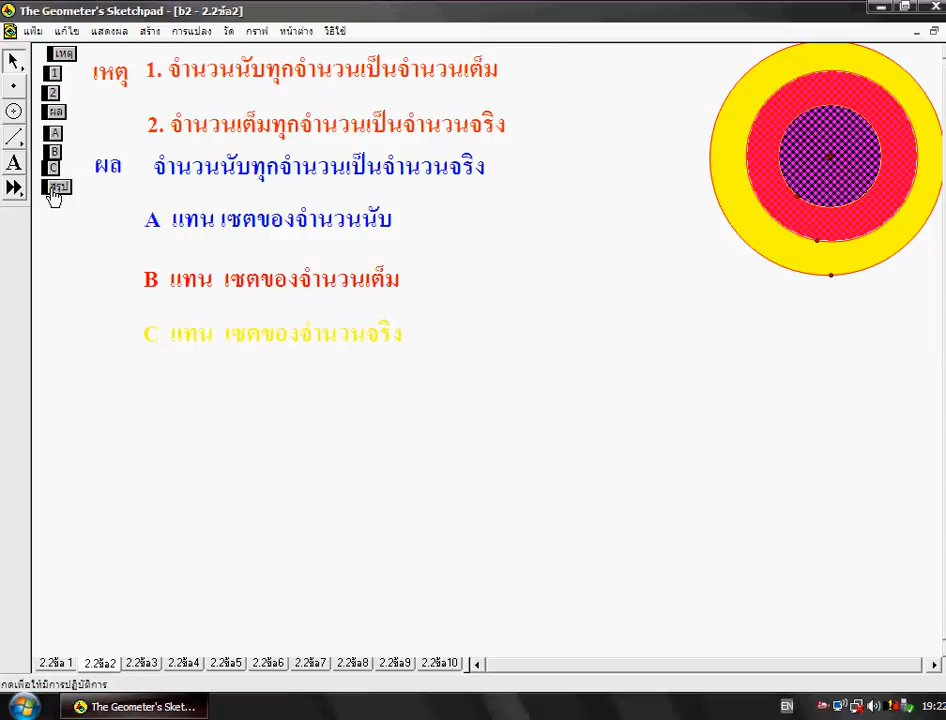 The Geometer's Sketchpad - [b2 - 2.2ข้อ2]
แฟ้ม แก้ไข แสดงผล สร้าง การแปลง วัด กราฟ หน้าต่าง วิธีใช้
เหตุ
1
2
ผล
A
B
C
สรุป
A
เหตุ 1. จำนวนนับทุกจำนวนเป็นจำนวนเต็ม
2. จำนวนเต็มทุกจำนวนเป็นจำนวนจริง
ผล จำนวนนับทุกจำนวนเป็นจำนวนจริง
A แทน เซตของจำนวนนับ
B แทน เซตของจำนวนเต็ม
C แทน เซตของจำนวนจริง
2.2ข้อ 1 2.2ข้อ2 2.2ข้อ3 2.2ข้อ4 2.2ข้อ5 2.2ข้อ6 2.2ข้อ7 2.2ข้อ8 2.2ข้อ9 2.2ข้อ10
กดเพื่อให้มีการปฏิบัติการ
The Geometer's Sketc... EN